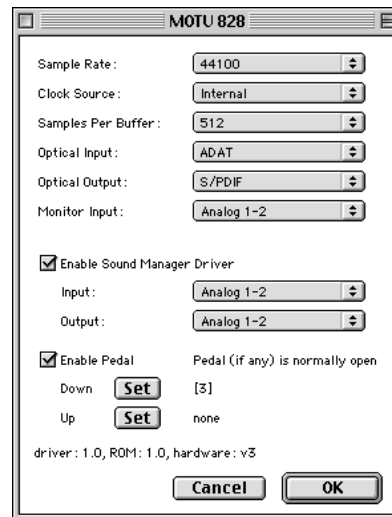 MOTU 828
Sample Rate: 44100
Clock Source: Internal
Samples Per Buffer: 512
Optical Input: ADAT
Optical Output: S/PDIF
Monitor Input: Analog 1-2
Enable Sound Manager Driver
Input: Analog 1-2
Output: Analog 1-2
Enable Pedal Pedal (if any) is normally open
Down Set [3]
Up Set none
driver: 1.0, ROM: 1.0, hardware: v3
Cancel OK